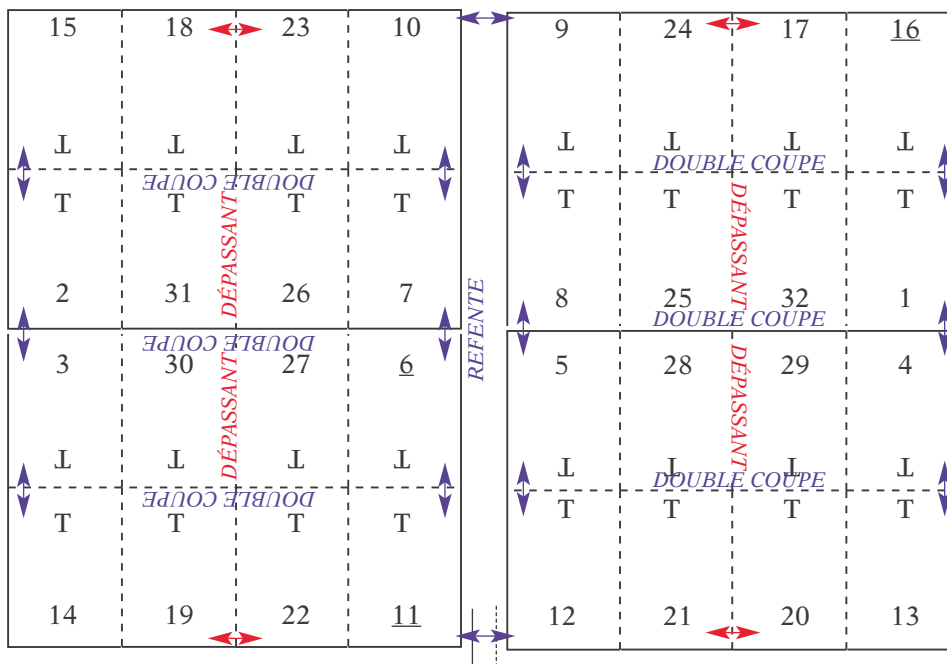 15 18 23 10
T T T T
DOUBLE COUPE
T T T T
DÉPASSANT
2 31 26 7
DOUBLE COUPE
3 30 27 6
DÉPASSANT
T T T T
DOUBLE COUPE
T T T T
14 19 22 11
REFENTE
9 24 17 16
T T T T
DOUBLE COUPE
T T T T
DÉPASSANT
8 25 32 1
DOUBLE COUPE
5 28 29 4
DÉPASSANT
T T T T
DOUBLE COUPE
T T T T
12 21 20 13